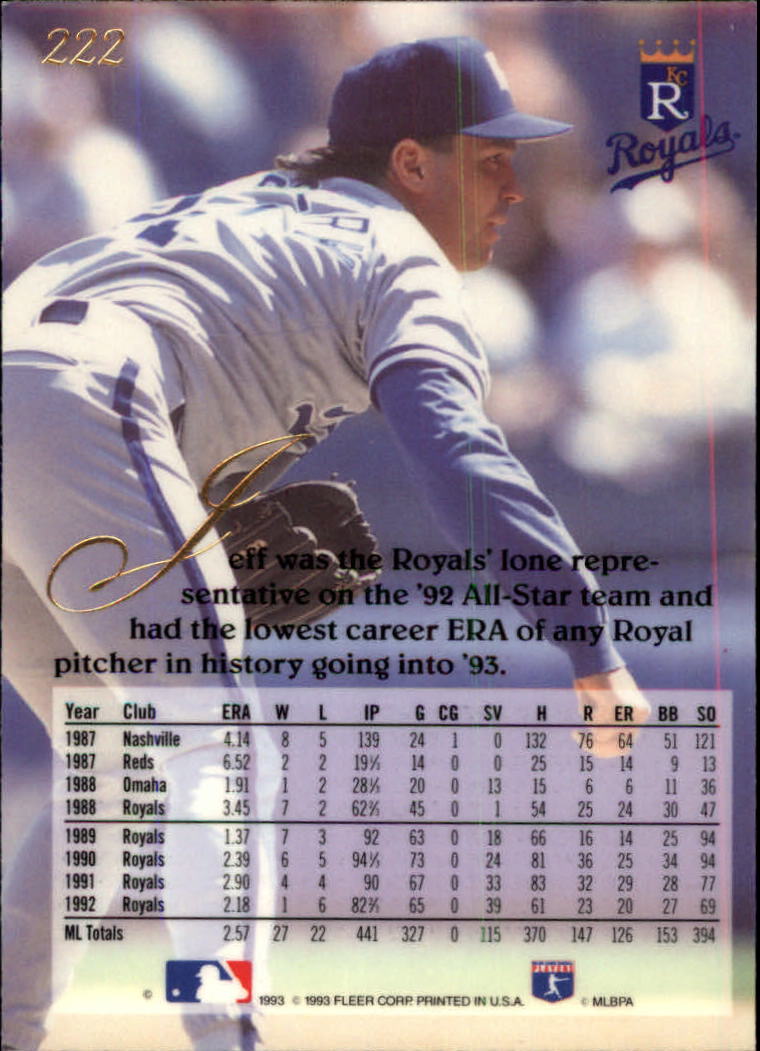 222
KC
R
Royals
Jeff was the Royals' lone repre-
sentative on the '92 All-Star team and
had the lowest career ERA of any Royal
pitcher in history going into '93.
Year Club ERA W L IP G CG SV H R ER BB SO
1987 Nashville 4.14 8 5 139 24 1 0 132 76 64 51 121
1987 Reds 6.52 2 2 19⅓ 14 0 0 25 15 14 9 13
1988 Omaha 1.91 1 2 28⅓ 20 0 13 15 6 6 11 36
1988 Royals 3.45 7 2 62⅔ 45 0 1 54 25 24 30 47
1989 Royals 1.37 7 3 92 63 0 18 66 16 14 25 94
1990 Royals 2.39 6 5 94⅓ 73 0 24 81 36 25 34 94
1991 Royals 2.90 4 4 90 67 0 33 83 32 29 28 77
1992 Royals 2.18 1 6 82⅔ 65 0 39 61 23 20 27 69
ML Totals 2.57 27 22 441 327 0 115 370 147 126 153 394
© 1993 © 1993 FLEER CORP. PRINTED IN U.S.A. © MLBPA
PLAYERS